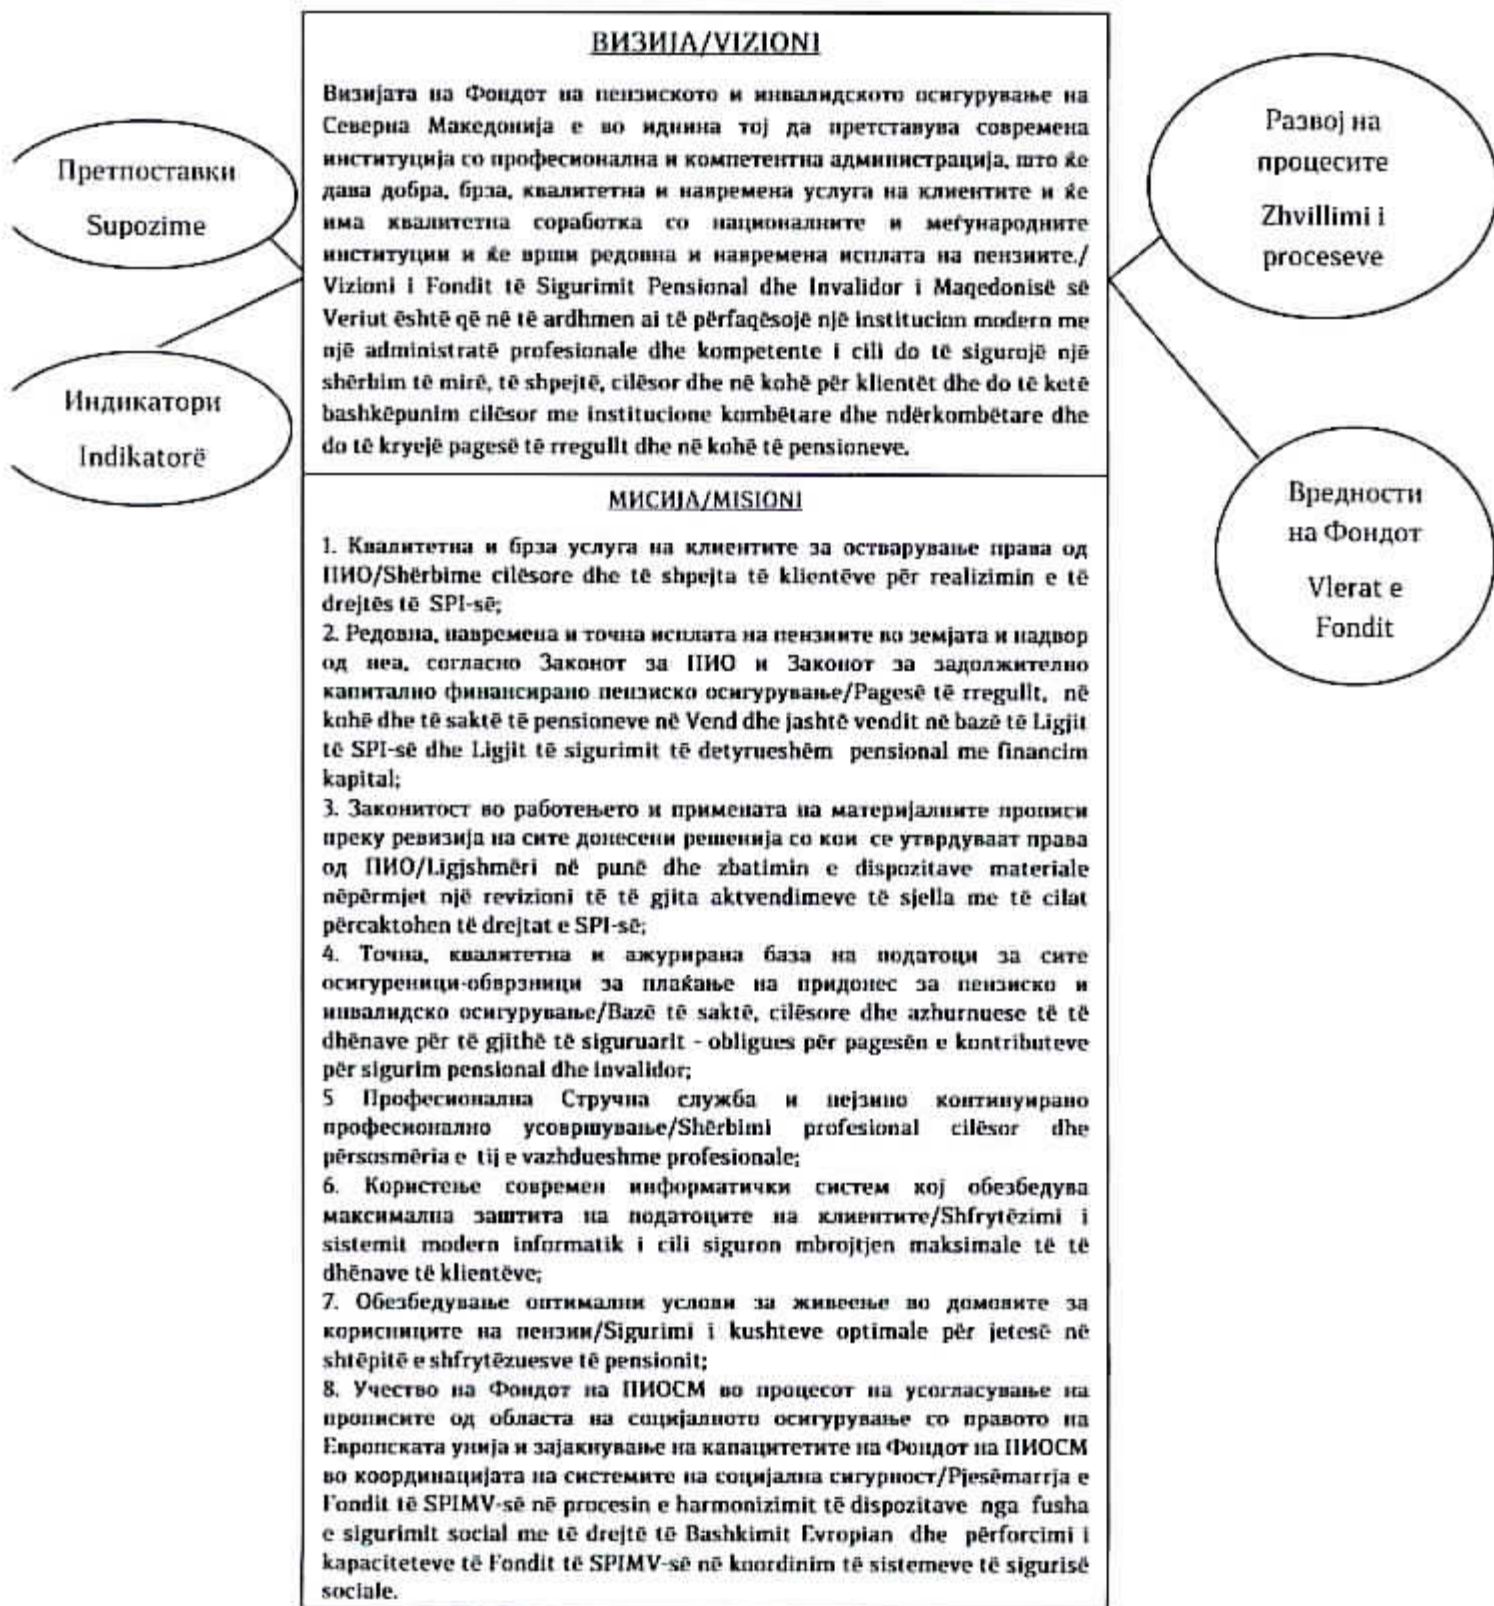 ВИЗИЈА/VIZIONI
Визијата на Фондот на пензиското и инвалидското осигурување на
Северна Македонија е во иднина тој да претставува современа
институција со професионална и компетентна администрација, што ќе
дава добра, брза, квалитетна и навремена услуга на клиентите и ќе
има квалитетна соработка со националните и меѓународните
институции и ќе врши редовна и навремена исплата на пензиите./
Vizioni i Fondit të Sigurimit Pensional dhe Invalidor i Maqedonisë së
Veriut është që në të ardhmen ai të përfaqësojë një institucion modern me
një administratë profesionale dhe kompetente i cili do të sigurojë një
shërbim të mirë, të shpejtë, cilësor dhe në kohë për klientët dhe do të ketë
bashkëpunim cilësor me institucione kombëtare dhe ndërkombëtare dhe
do të kryejë pagesë të rregullt dhe në kohë të pensioneve.
Претпоставки
Supozime
Индикатори
Indikatorë
Развој на
процесите
Zhvillimi i
proceseve
Вредности
на Фондот
Vlerat e
Fondit
МИСИЈА/MISIONI
1. Квалитетна и брза услуга на клиентите за остварување права од
ПИО/Shërbime cilësore dhe të shpejta të klientëve për realizimin e të
drejtës të SPI-së;
2. Редовна, навремена и точна исплата на пензиите во земјата и надвор
од неа, согласно Законот за ПИО и Законот за задолжително
капитално финансирано пензиско осигурување/Pagesë të rregullt, në
kohë dhe të saktë të pensioneve në Vend dhe jashtë vendit në bazë të Ligjit
të SPI-së dhe Ligjit të sigurimit të detyrueshëm pensional me financim
kapital;
3. Законитост во работењето и примената на материјалните прописи
преку ревизија на сите донесени решенија со кои се утврдуваат права
од ПИО/Ligjshmëri në punë dhe zbatimin e dispozitave materiale
nëpërmjet një revizioni të të gjita aktvendimeve të sjella me të cilat
përcaktohen të drejtat e SPI-së;
4. Точна, квалитетна и ажурирана база на податоци за сите
осигуреници-обврзници за плаќање на придонес за пензиско и
инвалидско осигурување/Bazë të saktë, cilësore dhe azhurnuese të të
dhënave për të gjithë të siguruarit - obligues për pagesën e kontributeve
për sigurim pensional dhe invalidor;
5 Професионална Стручна служба и нејзино континуирано
професионално усовршување/Shërbimi profesional cilësor dhe
përsosmëria e tij e vazhdueshme profesionale;
6. Користење современ информатички систем кој обезбедува
максимална заштита на податоците на клиентите/Shfrytëzimi i
sistemit modern informatik i cili siguron mbrojtjen maksimale të të
dhënave të klientëve;
7. Обезбедување оптимални услови за живеење во домовите за
корисниците на пензии/Sigurimi i kushteve optimale për jetesë në
shtëpitë e shfrytëzuesve të pensionit;
8. Учество на Фондот на ПИОСМ во процесот на усогласување на
прописите од областа на социјалното осигурување со правото на
Европската унија и зајакнување на капацитетите на Фондот на ПИОСМ
во координацијата на системите на социјална сигурност/Pjesëmarrja e
Fondit të SPIMV-së në procesin e harmonizimit të dispozitave nga fusha
e sigurimit social me të drejtë të Bashkimit Evropian dhe përforcimi i
kapaciteteve të Fondit të SPIMV-së në koordinim të sistemeve të sigurisë
sociale.